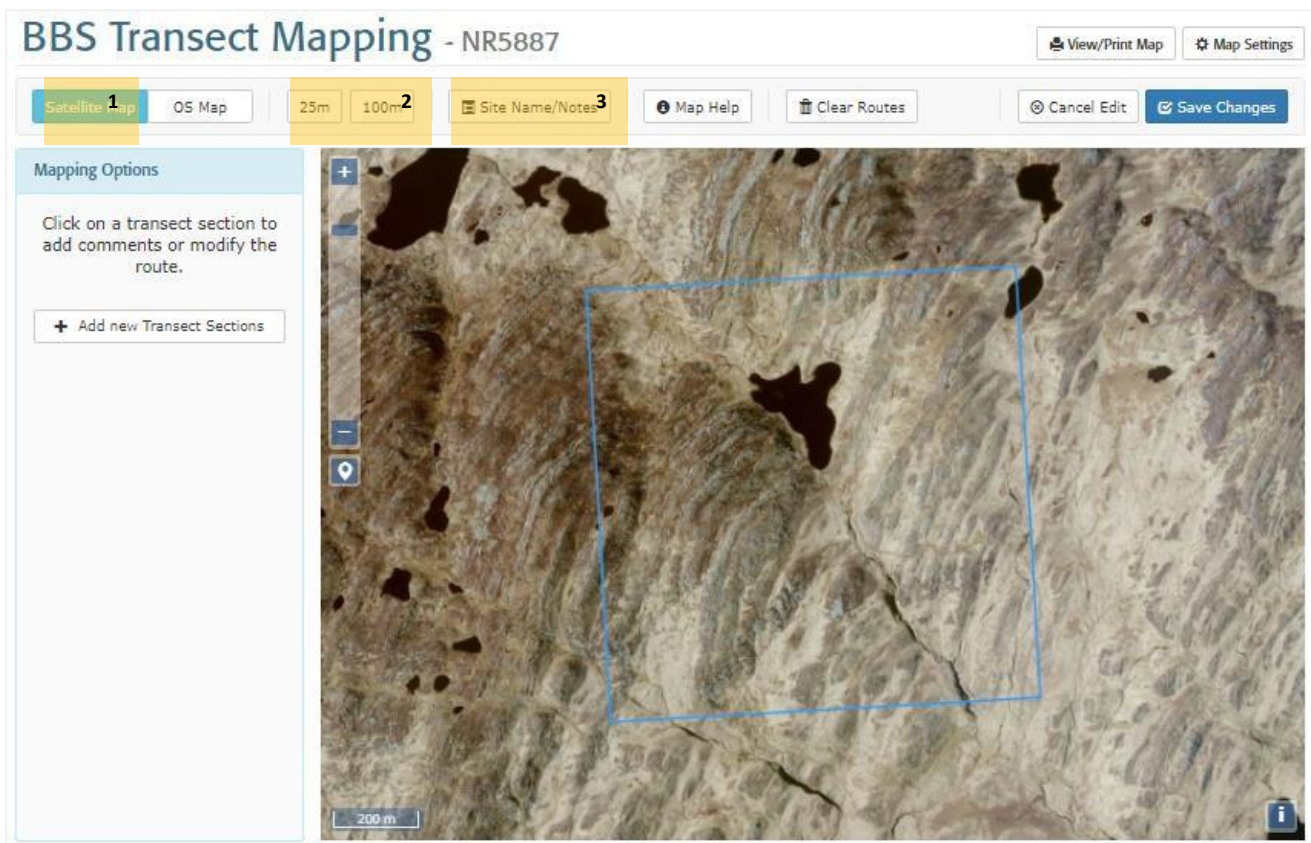 BBS Transect Mapping - NR5887
View/Print Map
Map Settings
Satellite Map 1
OS Map
25m
100m 2
Site Name/Notes 3
Map Help
Clear Routes
Cancel Edit
Save Changes
Mapping Options
Click on a transect section to
add comments or modify the
route.
+ Add new Transect Sections
+
−
200 m
i